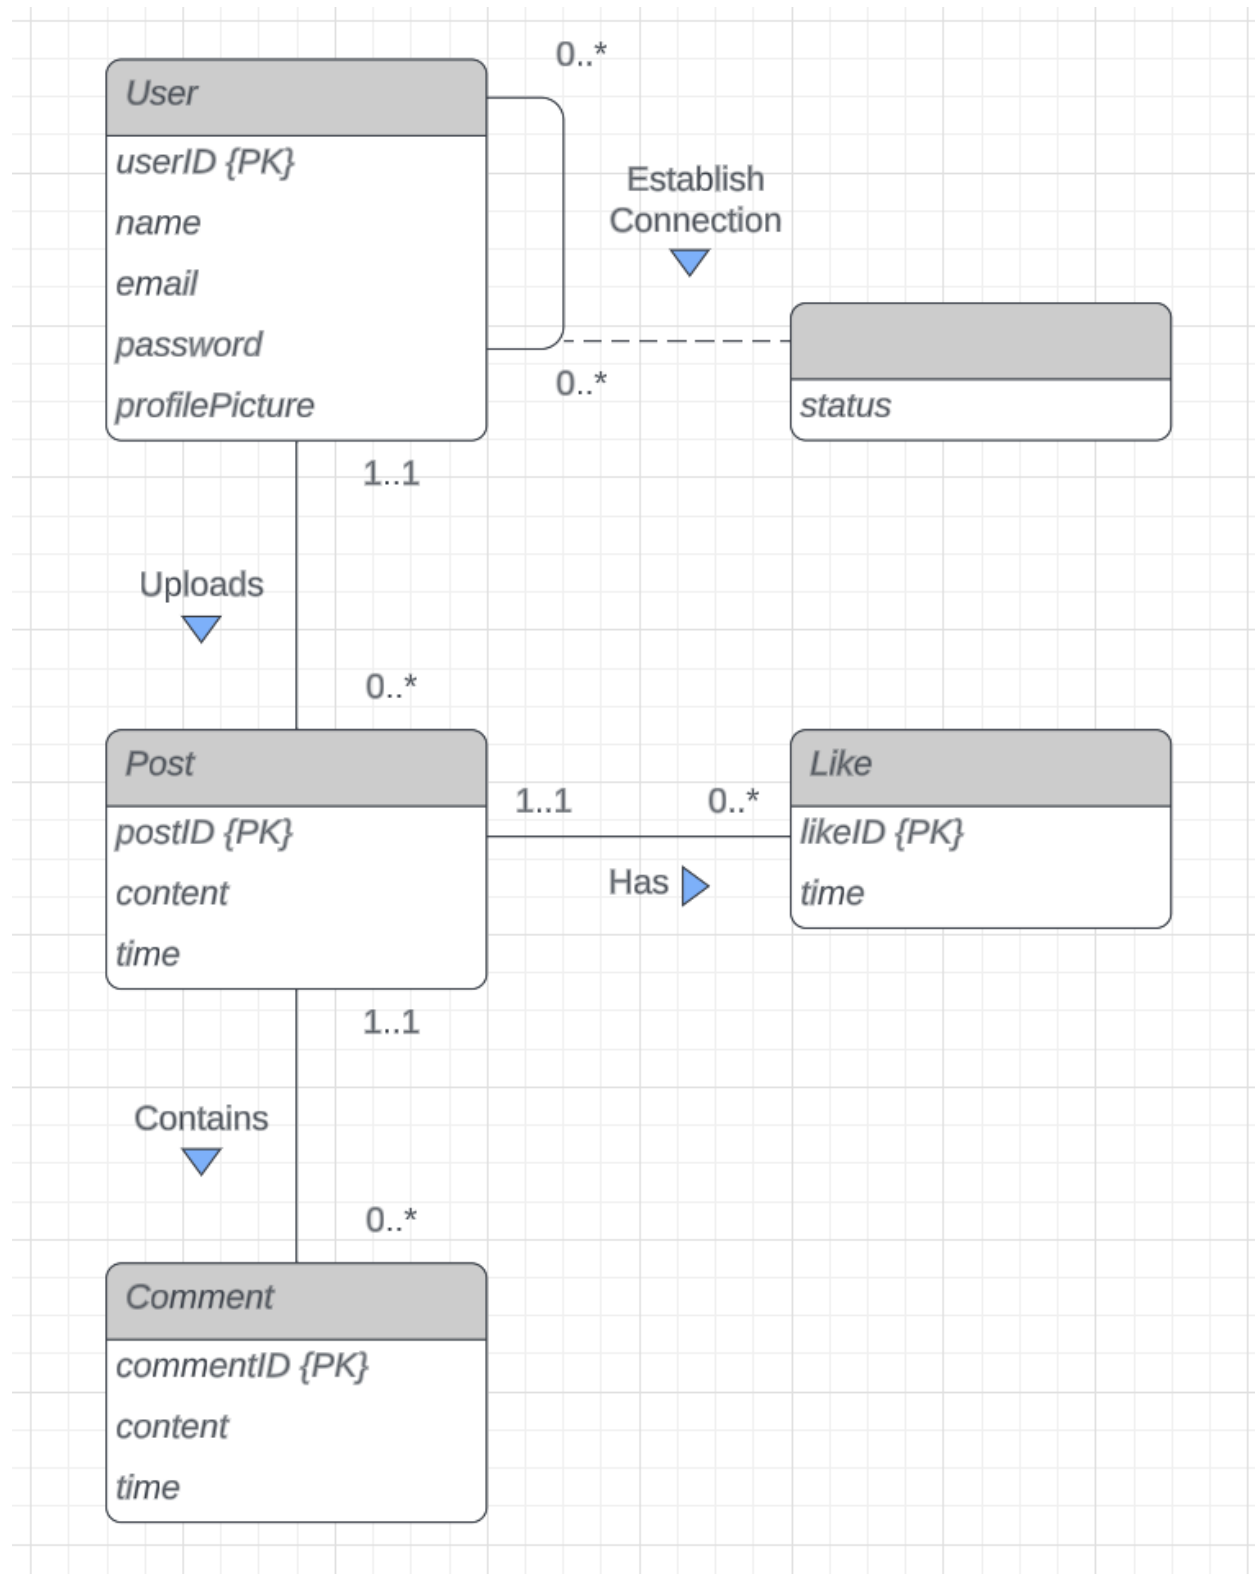 0..*
User
userID {PK}
name
email
password
profilePicture
Establish
Connection
0..*
status
1..1
Uploads
0..*
Post
postID {PK}
content
time
1..1
0..*
Has
Like
likeID {PK}
time
1..1
Contains
0..*
Comment
commentID {PK}
content
time